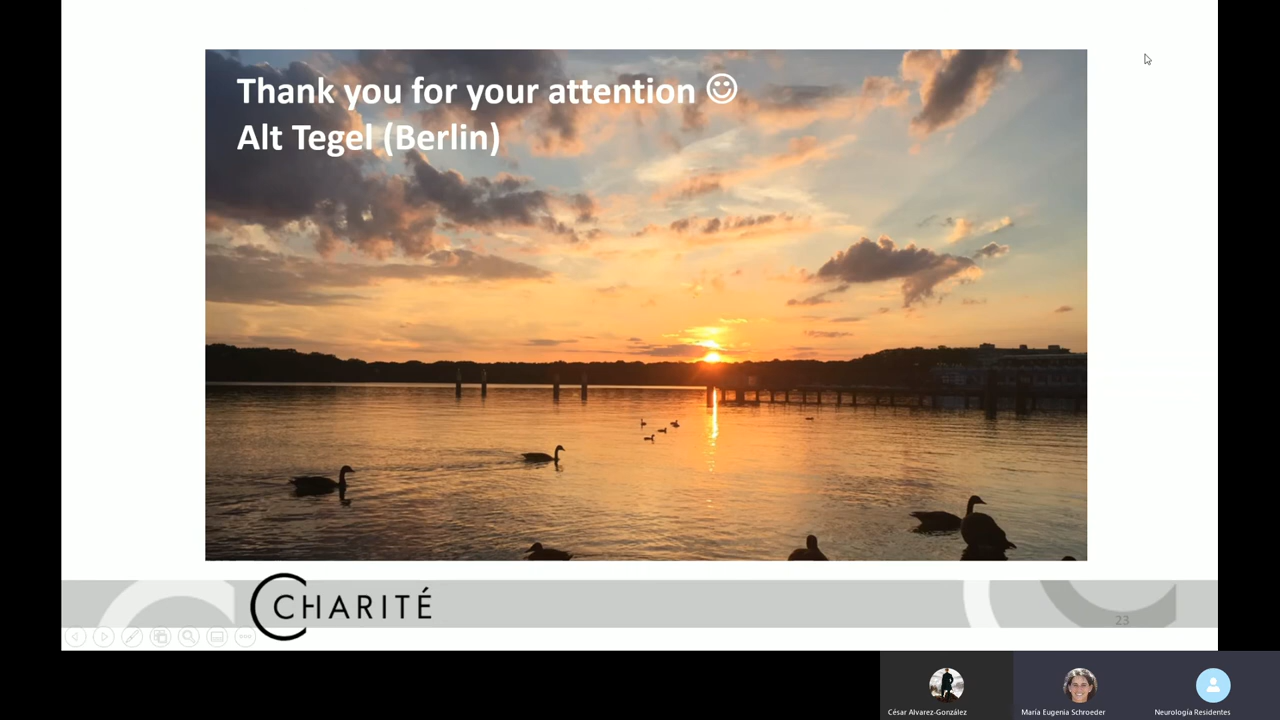 Thank you for your attention ☺
Alt Tegel (Berlin)
CHARITÉ
23
César Alvarez-González
María Eugenia Schroeder
Neurología Residentes